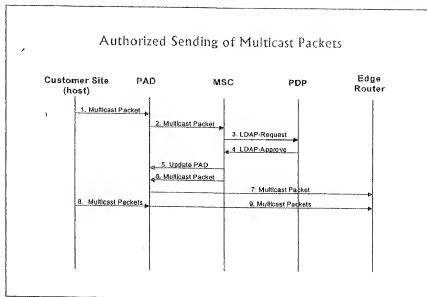 Authorized Sending of Multicast Packets
Customer Site
(host)
PAD
MSC
PDP
Edge
Router
1. Multicast Packet
2. Multicast Packet
3. LDAP-Request
4. LDAP-Approve
5. Update PAD
6. Multicast Packet
7. Multicast Packet
8. Multicast Packets
9. Multicast Packets